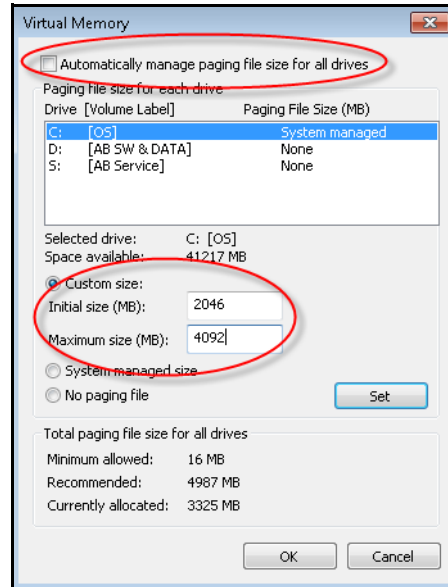 Virtual Memory
Automatically manage paging file size for all drives
Paging file size for each drive
Drive [Volume Label] Paging File Size (MB)
C: [OS] System managed
D: [AB SW & DATA] None
S: [AB Service] None
Selected drive: C: [OS]
Space available: 41217 MB
Custom size:
Initial size (MB): 2046
Maximum size (MB): 4092
System managed size
No paging file Set
Total paging file size for all drives
Minimum allowed: 16 MB
Recommended: 4987 MB
Currently allocated: 3325 MB
OK Cancel